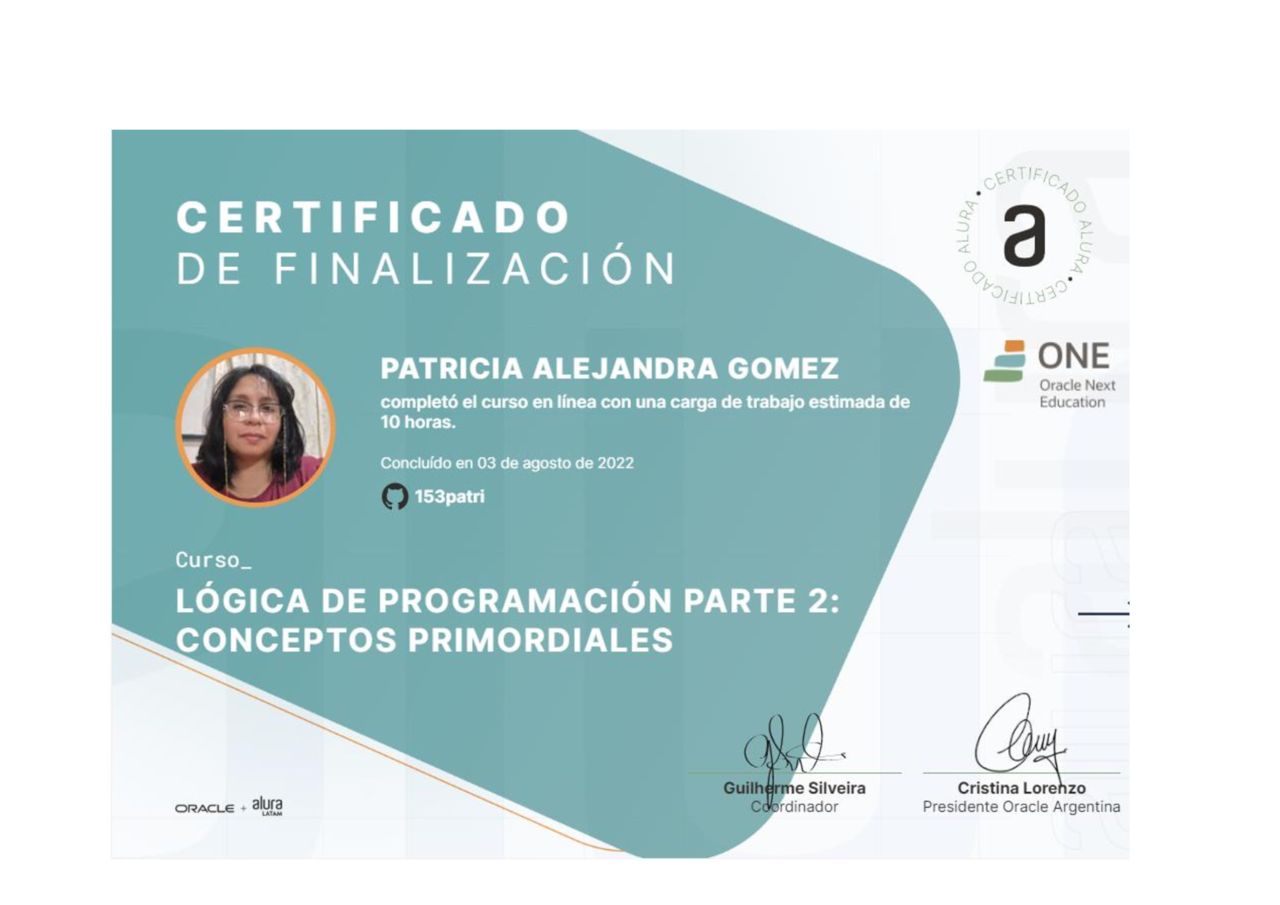 CERTIFICADO
DE FINALIZACIÓN
CERTIFICADO ALURA • CERTIFICADO ALURA •
a
ONE
Oracle Next
Education
PATRICIA ALEJANDRA GOMEZ
completó el curso en línea con una carga de trabajo estimada de
10 horas.
Concluído en 03 de agosto de 2022
153patri
Curso_
LÓGICA DE PROGRAMACIÓN PARTE 2:
CONCEPTOS PRIMORDIALES
Guilherme Silveira
Coordinador
Cristina Lorenzo
Presidente Oracle Argentina
ORACLE + alura
LATAM